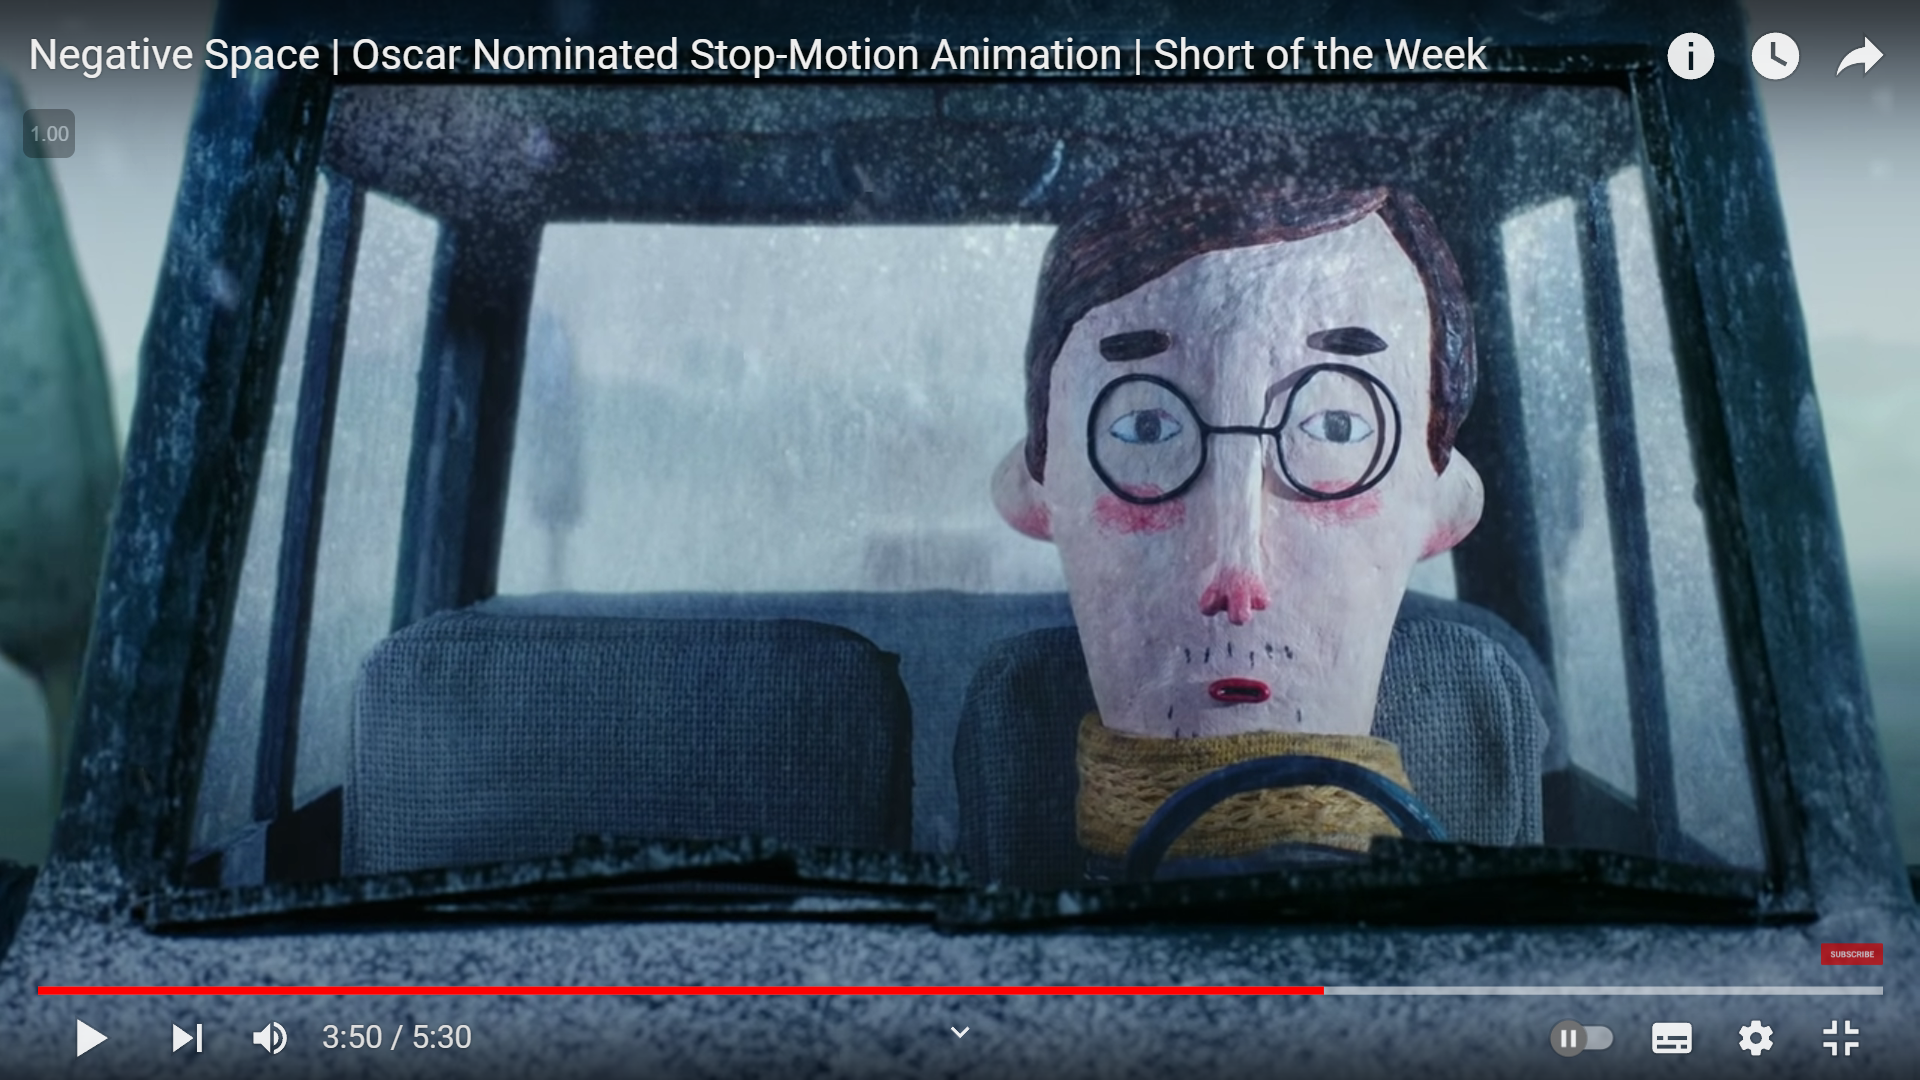 Negative Space | Oscar Nominated Stop-Motion Animation | Short of the Week
1.00
SUBSCRIBE
3:50 / 5:30